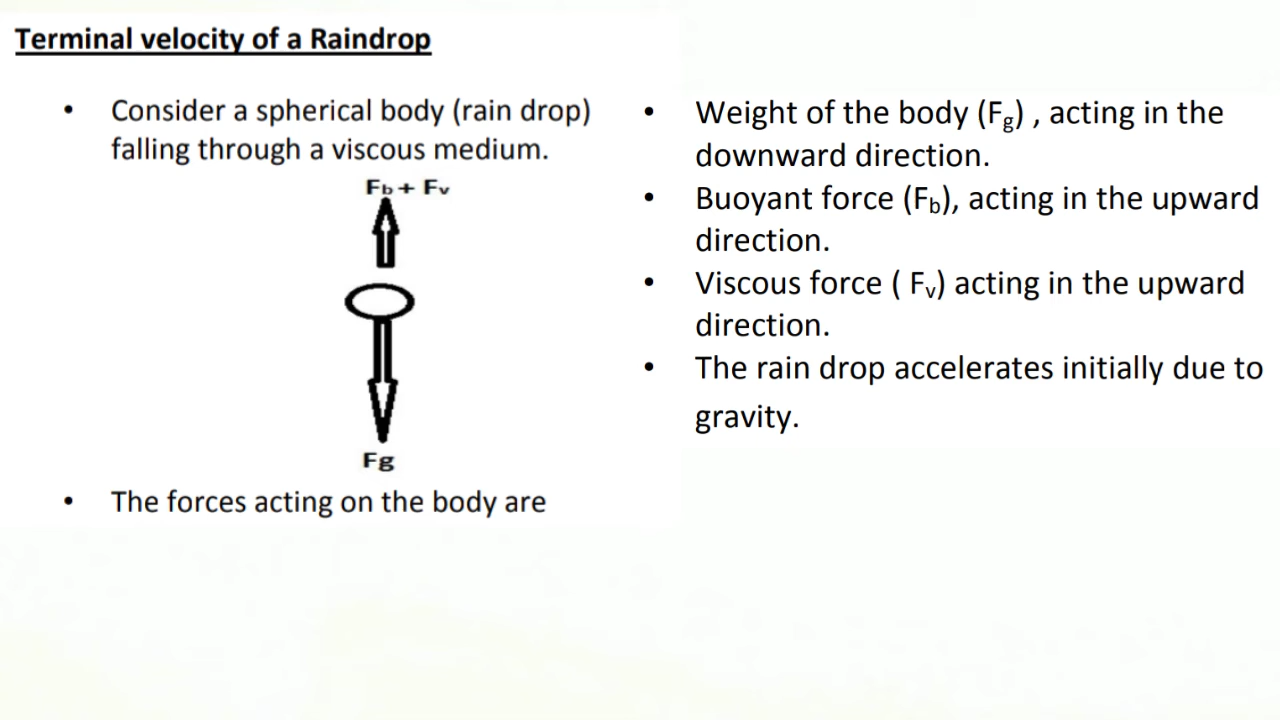 Terminal velocity of a Raindrop
• Consider a spherical body (rain drop)
falling through a viscous medium.
Fb + Fv
Fg
• The forces acting on the body are
• Weight of the body (Fg) , acting in the
downward direction.
• Buoyant force (Fb), acting in the upward
direction.
• Viscous force ( Fv) acting in the upward
direction.
• The rain drop accelerates initially due to
gravity.